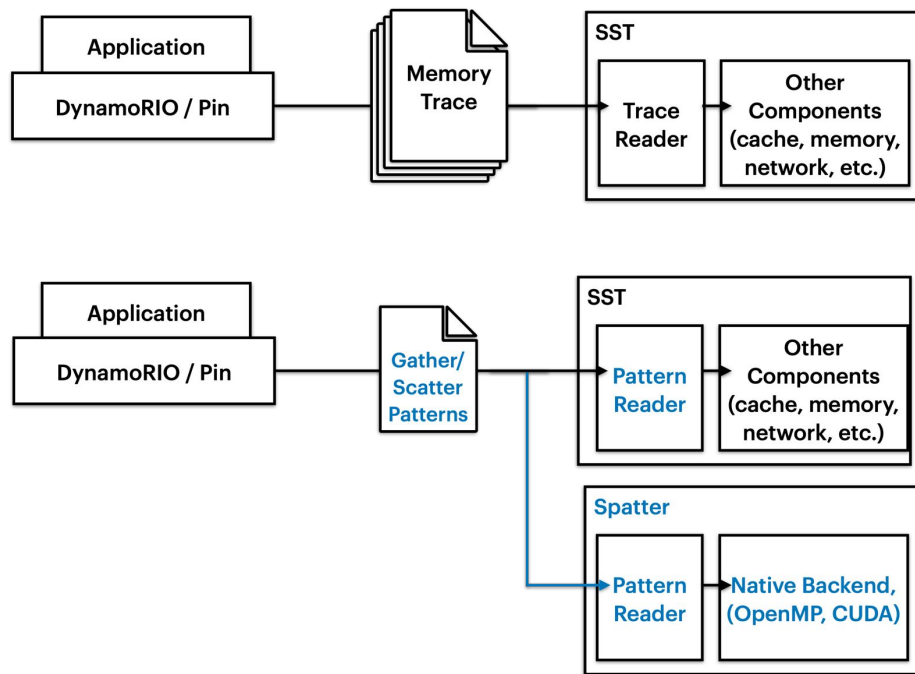 Application
DynamoRIO / Pin
Memory
Trace
SST
Trace
Reader
Other
Components
(cache, memory,
network, etc.)
Application
DynamoRIO / Pin
Gather/
Scatter
Patterns
SST
Pattern
Reader
Other
Components
(cache, memory,
network, etc.)
Spatter
Pattern
Reader
Native Backend,
(OpenMP, CUDA)